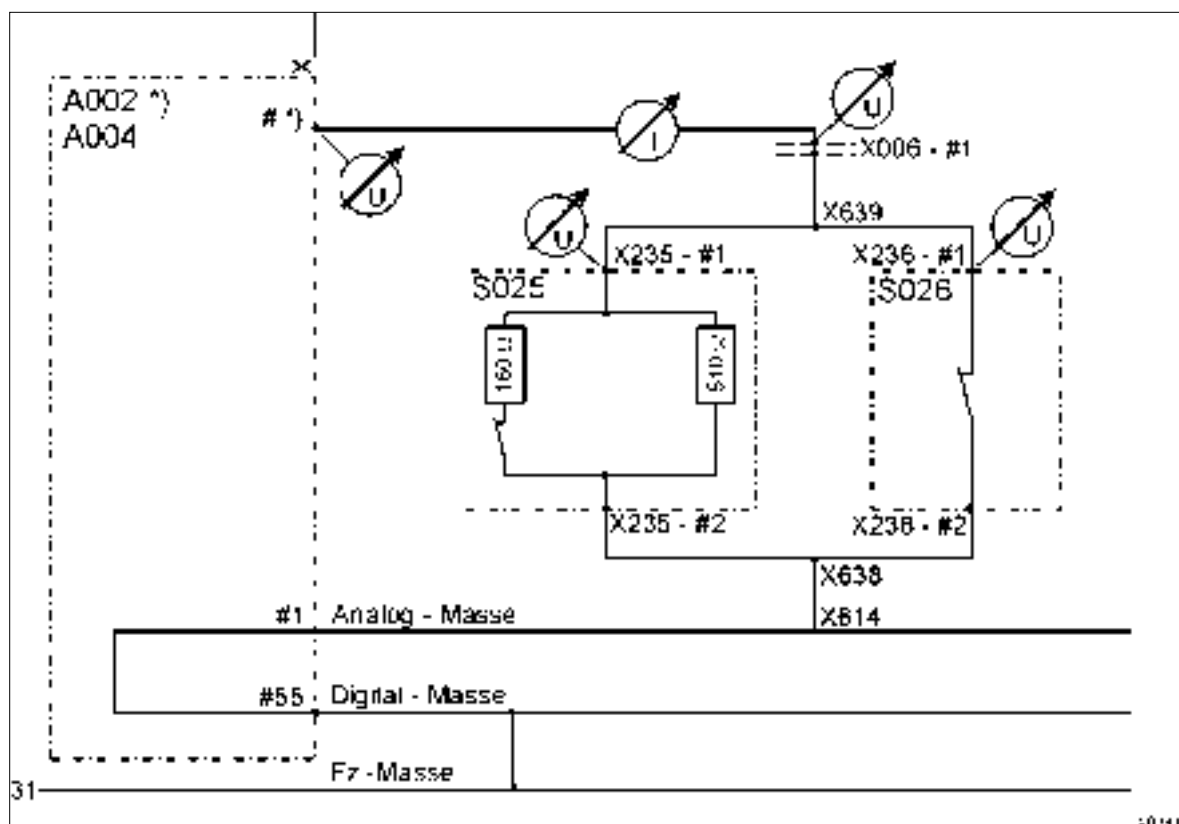 A002 *)
A004
# *)
I
U
U
X006 - #1
X639
U
U
X235 - #1
X236 - #1
S025
S026
X235 - #2
X236 - #2
X638
X614
#1
Analog - Masse
#55
Digital - Masse
Fz -Masse
31